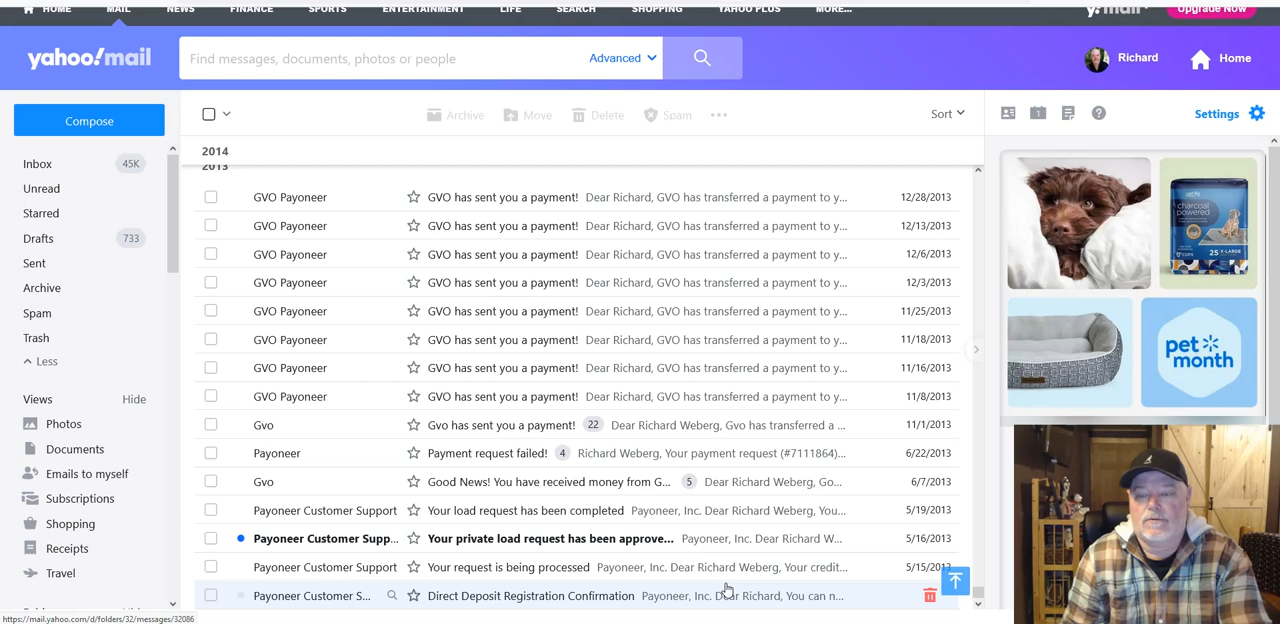 HOME MAIL NEWS FINANCE SPORTS ENTERTAINMENT LIFE SEARCH SHOPPING YAHOO PLUS MORE... y!mail+ Upgrade Now
yahoo!mail Find messages, documents, photos or people Advanced Richard Home
Compose Archive Move Delete Spam Sort Settings
2014
2013
Inbox 45K
Unread
Starred
Drafts 733
Sent
Archive
Spam
Trash
Less
Views Hide
Photos
Documents
Emails to myself
Subscriptions
Shopping
Receipts
Travel
GVO Payoneer GVO has sent you a payment! Dear Richard, GVO has transferred a payment to y... 12/28/2013
GVO Payoneer GVO has sent you a payment! Dear Richard, GVO has transferred a payment to y... 12/13/2013
GVO Payoneer GVO has sent you a payment! Dear Richard, GVO has transferred a payment to y... 12/6/2013
GVO Payoneer GVO has sent you a payment! Dear Richard, GVO has transferred a payment to y... 12/3/2013
GVO Payoneer GVO has sent you a payment! Dear Richard, GVO has transferred a payment to y... 11/25/2013
GVO Payoneer GVO has sent you a payment! Dear Richard, GVO has transferred a payment to y... 11/18/2013
GVO Payoneer GVO has sent you a payment! Dear Richard, GVO has transferred a payment to y... 11/16/2013
GVO Payoneer GVO has sent you a payment! Dear Richard, GVO has transferred a payment to y... 11/8/2013
Gvo Gvo has sent you a payment! 22 Dear Richard Weberg, Gvo has transferred a ... 11/1/2013
Payoneer Payment request failed! 4 Richard Weberg, Your payment request (#7111864)... 6/22/2013
Gvo Good News! You have received money from G... 5 Dear Richard Weberg, Go... 6/7/2013
Payoneer Customer Support Your load request has been completed Payoneer, Inc. Dear Richard Weberg, You... 5/19/2013
Payoneer Customer Supp... Your private load request has been approve... Payoneer, Inc. Dear Richard W... 5/16/2013
Payoneer Customer Support Your request is being processed Payoneer, Inc. Dear Richard Weberg, Your credit... 5/15/2013
Payoneer Customer S... Direct Deposit Registration Confirmation Payoneer, Inc. Dear Richard, You can n...
charcoal
powered
25 X-LARGE
pet
month
https://mail.yahoo.com/d/folders/32/messages/32086